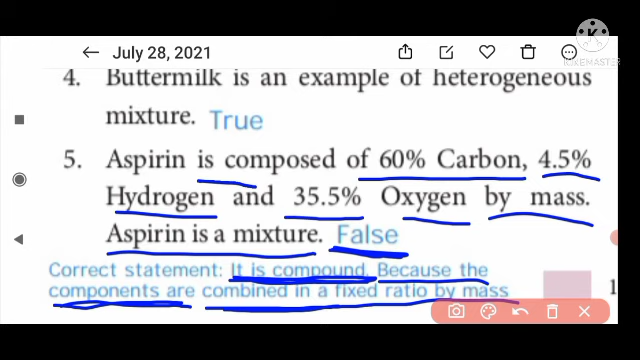 July 28, 2021
K
KINEMASTER
4. Buttermilk is an example of heterogeneous
mixture. True
5. Aspirin is composed of 60% Carbon, 4.5%
Hydrogen and 35.5% Oxygen by mass.
Aspirin is a mixture. False
Correct statement: It is compound. Because the
components are combined in a fixed ratio by mass
1